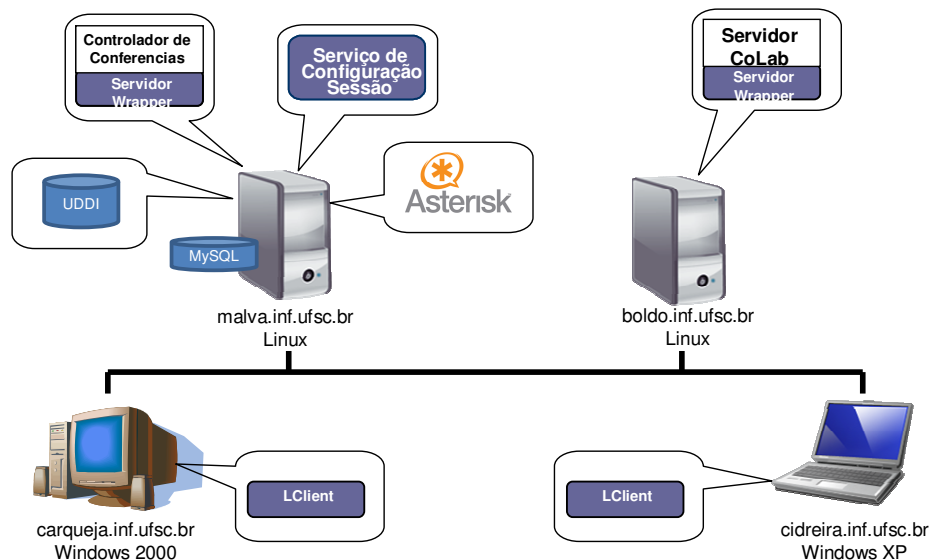 Controlador de
Conferencias
Servidor
Wrapper
Serviço de
Configuração
Sessão
Servidor
CoLab
Servidor
Wrapper
UDDI
Asterisk
MySQL
malva.inf.ufsc.br
Linux
boldo.inf.ufsc.br
Linux
LClient
LClient
carqueja.inf.ufsc.br
Windows 2000
cidreira.inf.ufsc.br
Windows XP